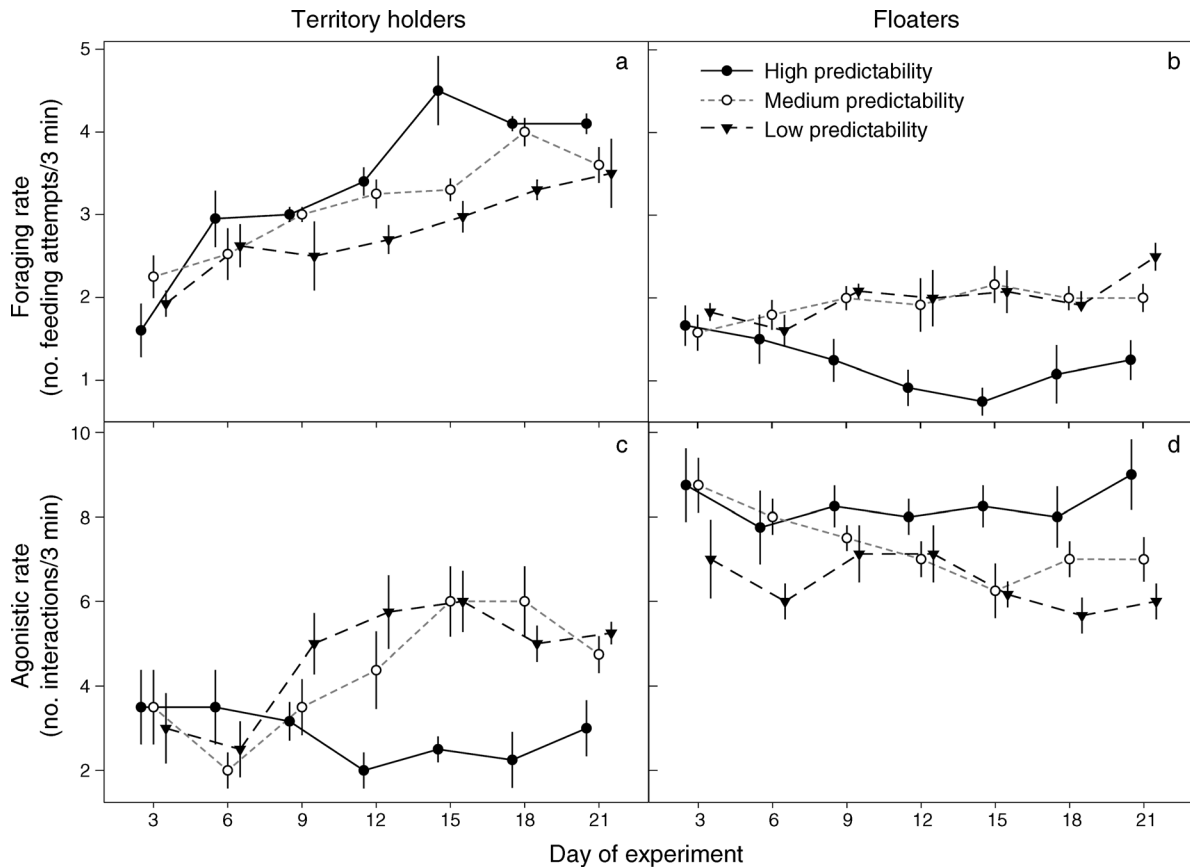 Territory holders
Floaters
Foraging rate
(no. feeding attempts/3 min)
5
4
3
2
1
a
b
High predictability
Medium predictability
Low predictability
Agonistic rate
(no. interactions/3 min)
10
8
6
4
2
c
d
3 6 9 12 15 18 21
3 6 9 12 15 18 21
Day of experiment